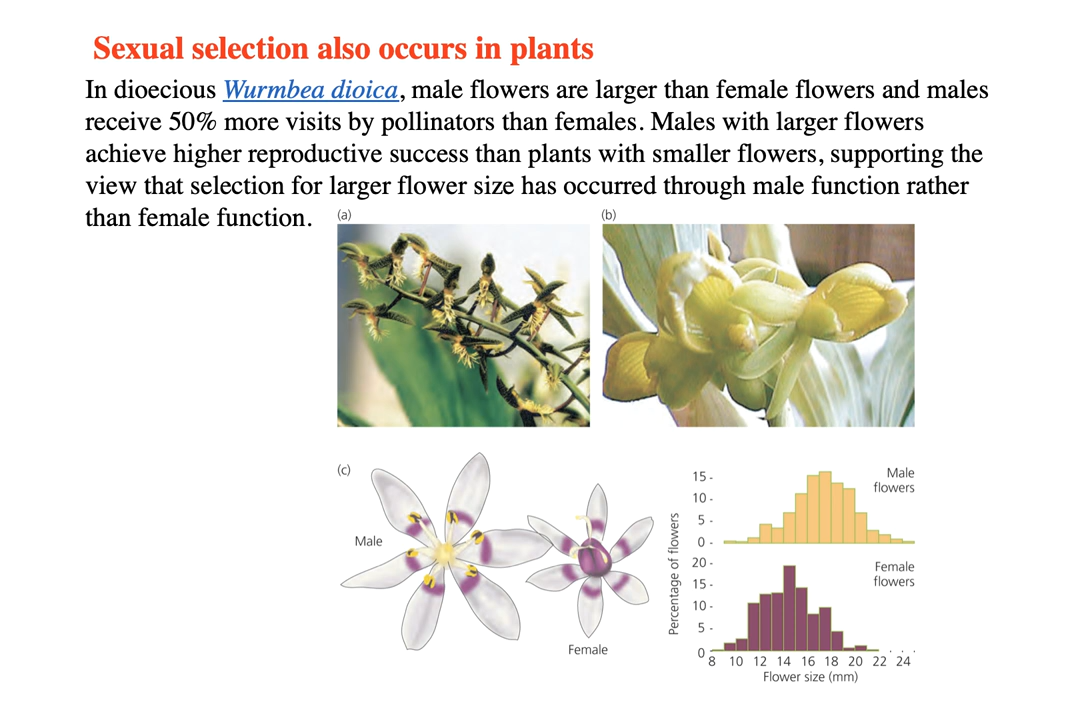 Sexual selection also occurs in plants
In dioecious Wurmbea dioica, male flowers are larger than female flowers and males
receive 50% more visits by pollinators than females. Males with larger flowers
achieve higher reproductive success than plants with smaller flowers, supporting the
view that selection for larger flower size has occurred through male function rather
than female function.
(a)
(b)
(c)
Male
Female
Percentage of flowers
15
10
5
0
Male
flowers
20
15
10
5
0
Female
flowers
8 10 12 14 16 18 20 22 24
Flower size (mm)